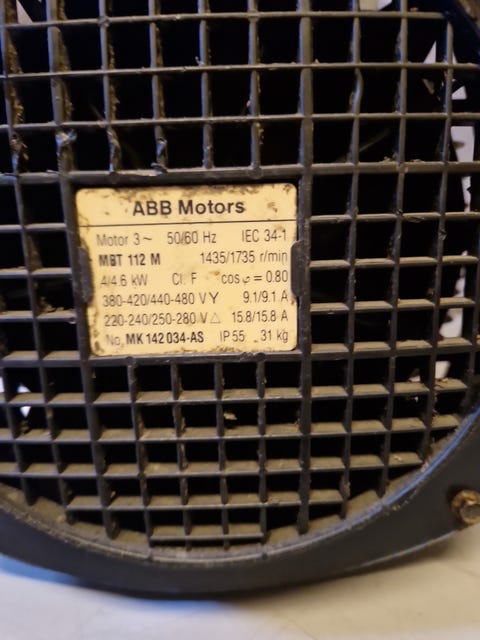 ABB Motors
Motor 3~ 50/60 Hz IEC 34-1
MBT 112 M 1435/1735 r/min
4/4.6 kW Cl. F cos φ = 0.80
380-420/440-480 V Y 9.1/9.1 A
220-240/250-280 V △ 15.8/15.8 A
No. MK 142 034-AS IP 55 31 kg